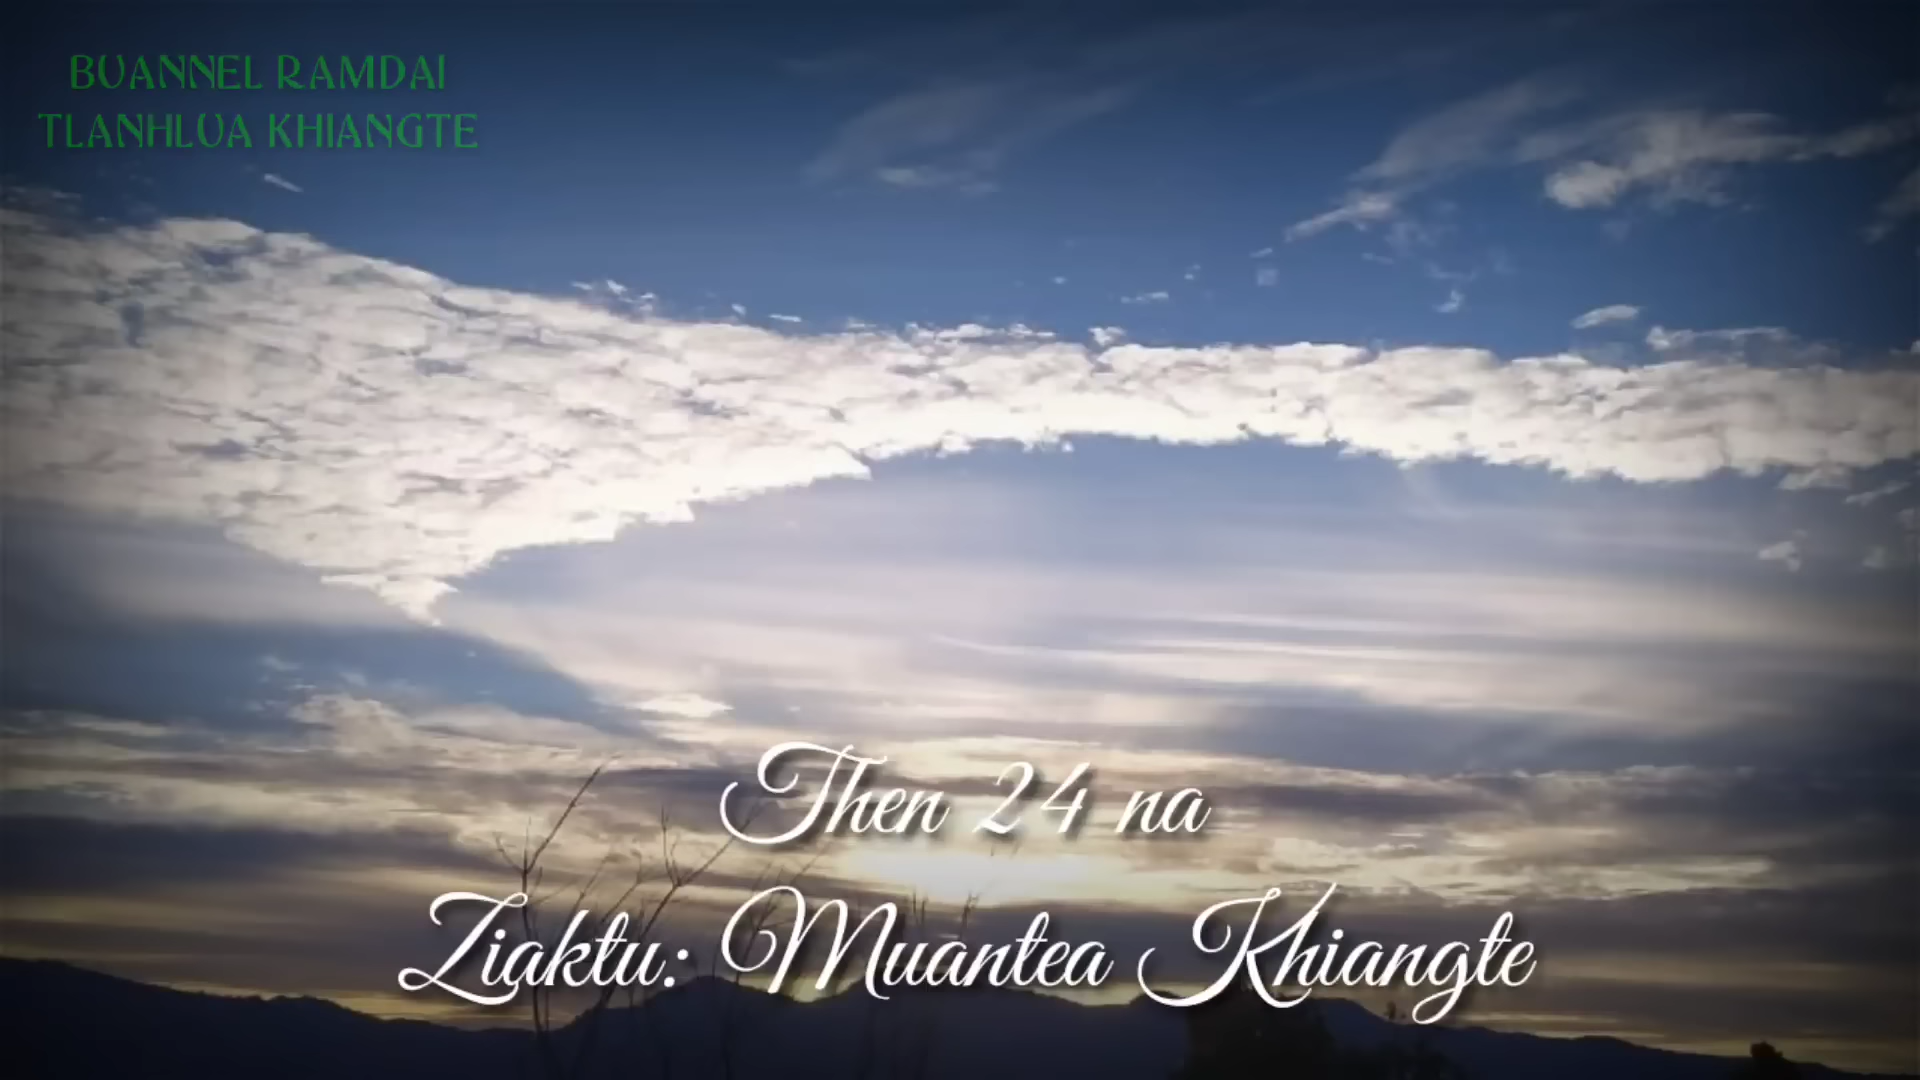 BUANNEL RAMDAI
TLANHLUA KHIANGTE
Then 24 na
Ziaktu: Muantea Khiangte